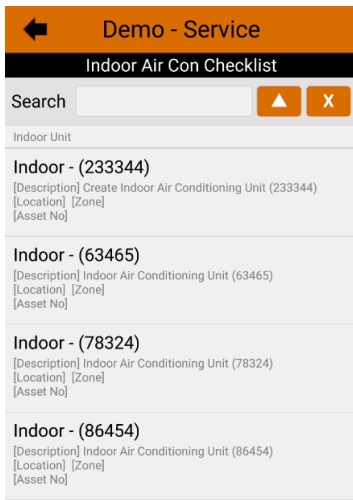 Demo - Service
Indoor Air Con Checklist
Search
X
Indoor Unit
Indoor - (233344)
[Description] Create Indoor Air Conditioning Unit (233344)
[Location] [Zone]
[Asset No]
Indoor - (63465)
[Description] Indoor Air Conditioning Unit (63465)
[Location] [Zone]
[Asset No]
Indoor - (78324)
[Description] Indoor Air Conditioning Unit (78324)
[Location] [Zone]
[Asset No]
Indoor - (86454)
[Description] Indoor Air Conditioning Unit (86454)
[Location] [Zone]
[Asset No]